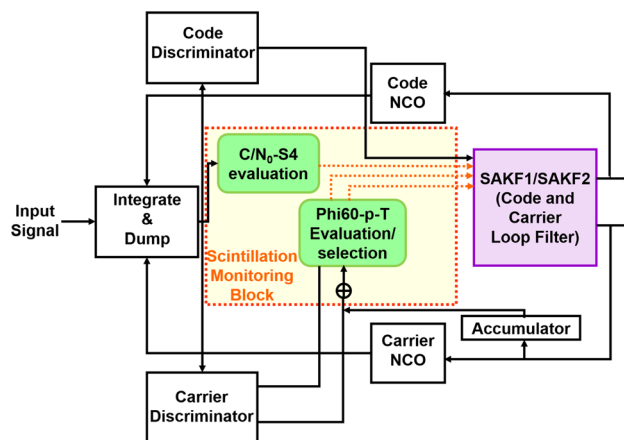 Code
Discriminator
Code
NCO
C/N₀-S4
evaluation
SAKF1/SAKF2
(Code and
Carrier
Loop Filter)
Input
Signal
Integrate
&
Dump
Phi60-p-T
Evaluation/
selection
Scintillation
Monitoring
Block
Accumulator
Carrier
NCO
Carrier
Discriminator